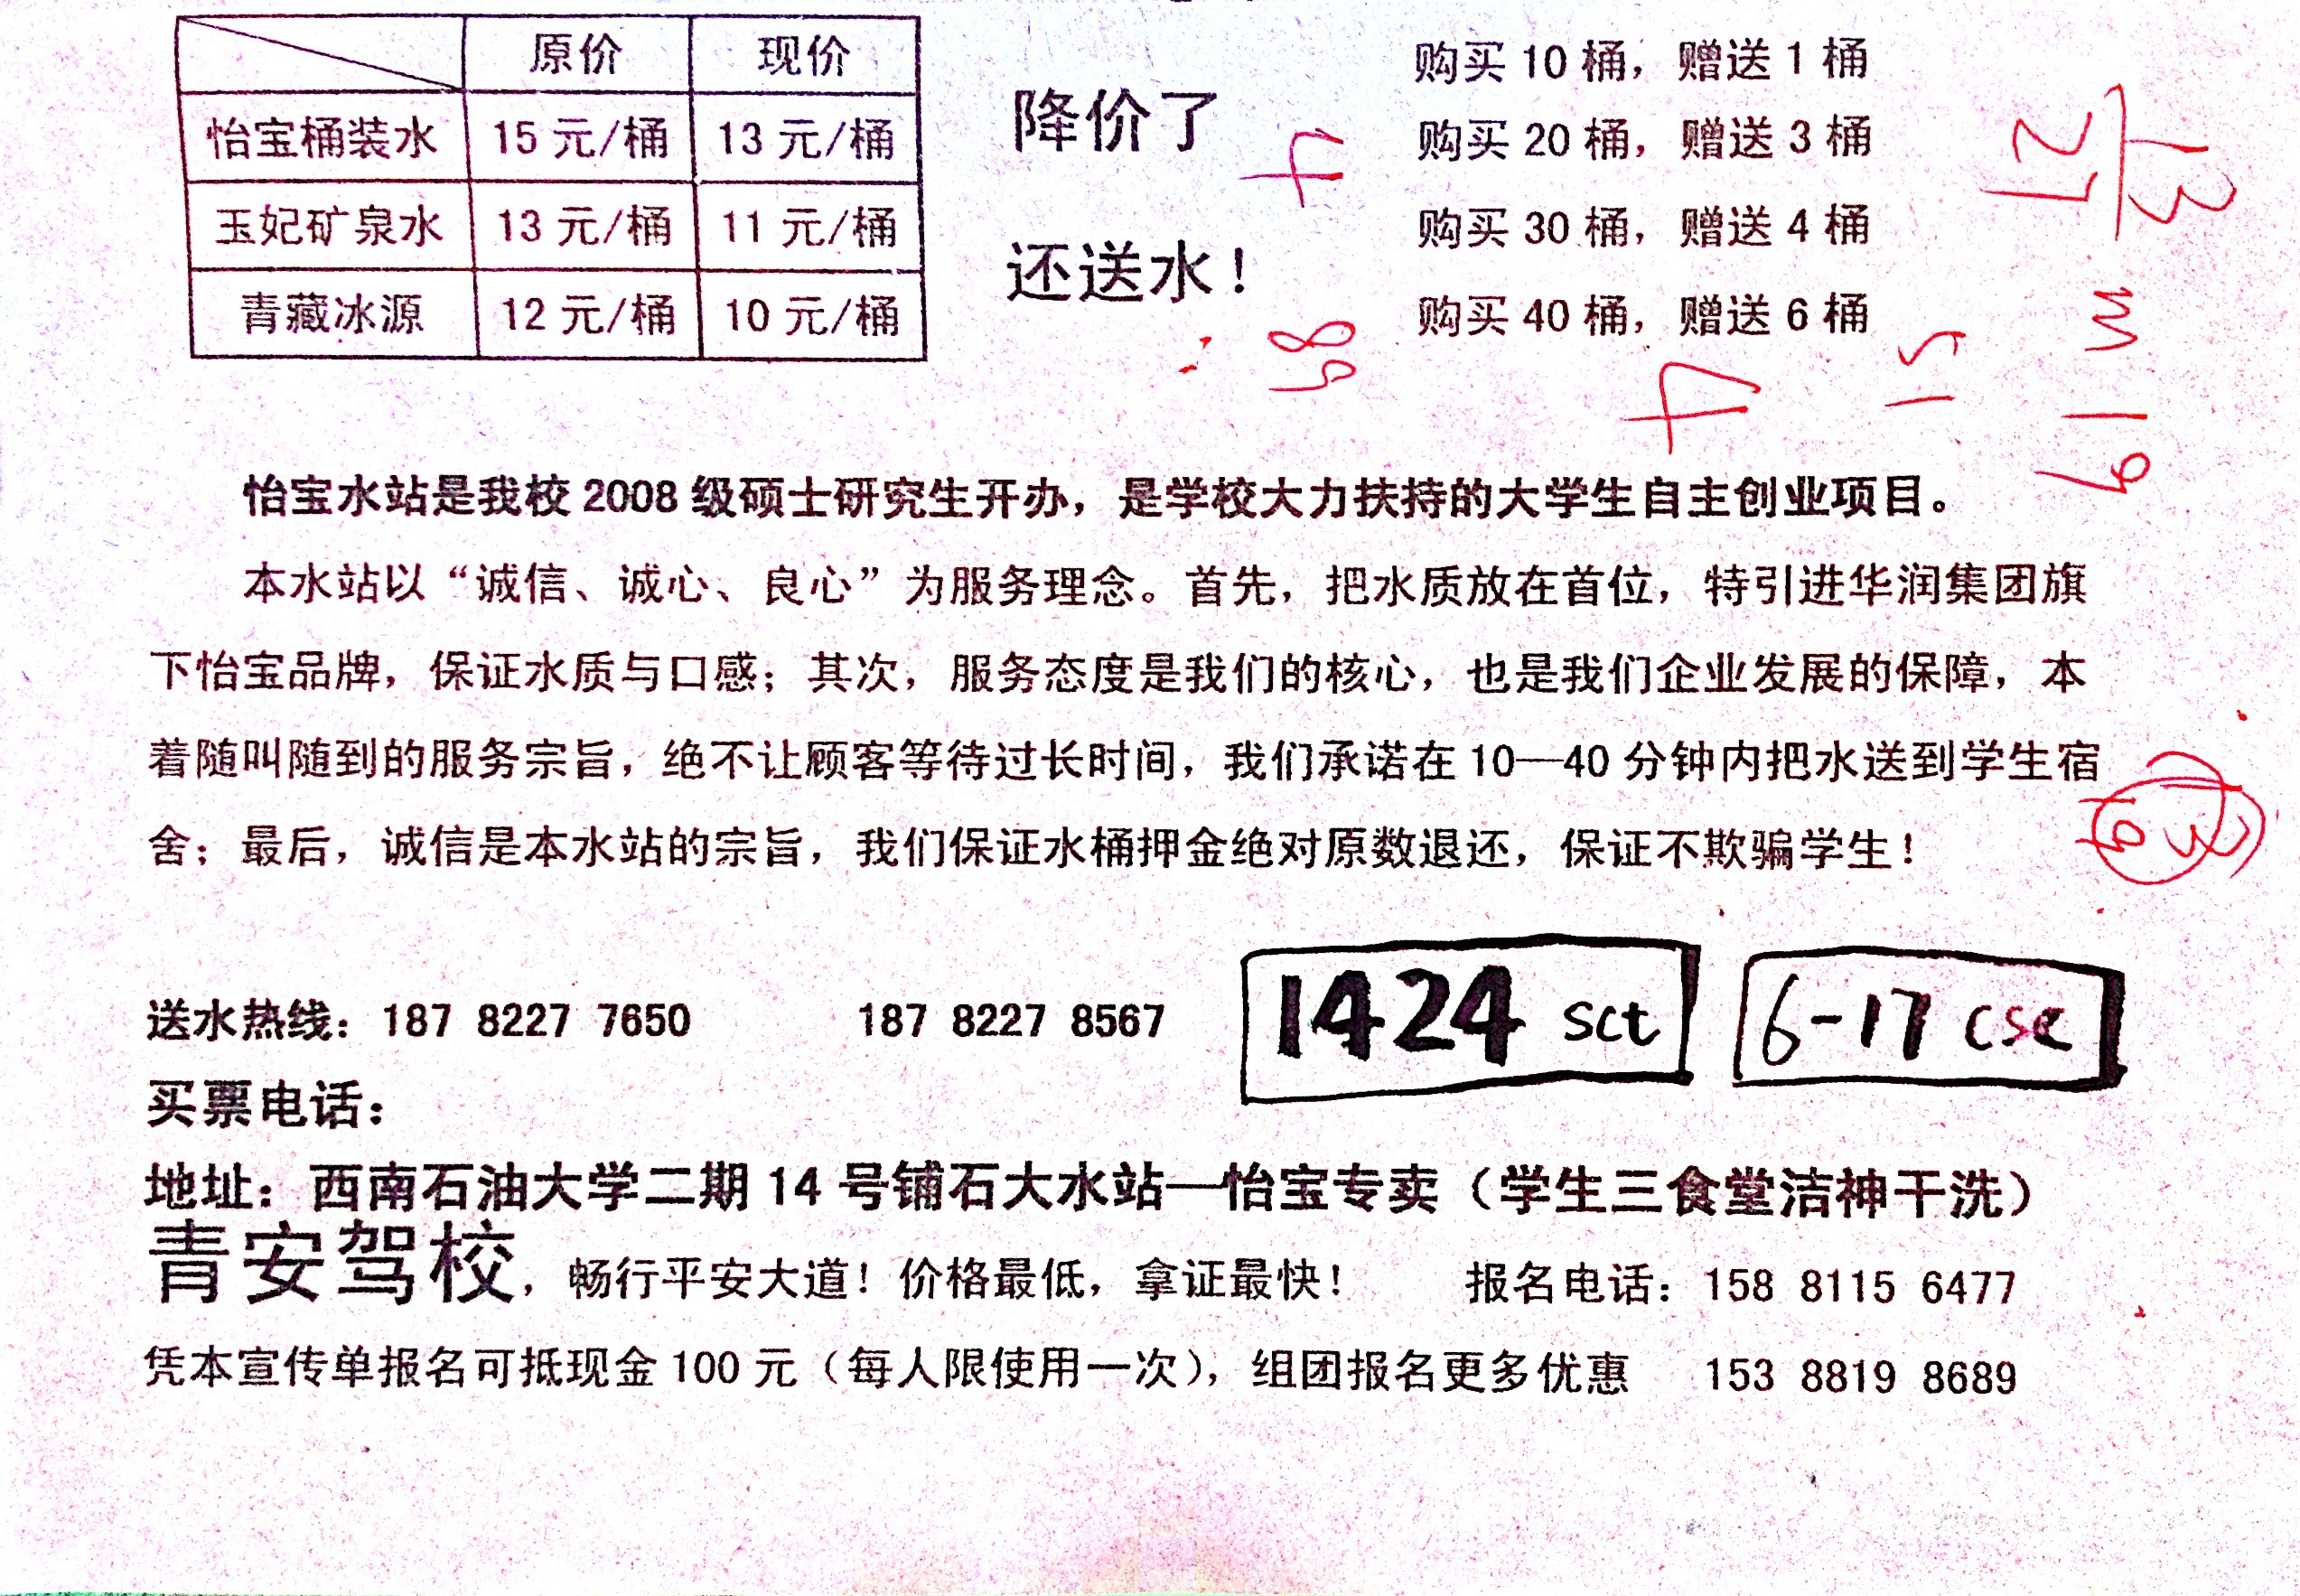 原价 现价
怡宝桶装水 15 元/桶 13 元/桶
玉妃矿泉水 13 元/桶 11 元/桶
青藏冰源 12 元/桶 10 元/桶
降价了
还送水！
购买 10 桶，赠送 1 桶
购买 20 桶，赠送 3 桶
购买 30 桶，赠送 4 桶
购买 40 桶，赠送 6 桶
怡宝水站是我校 2008 级硕士研究生开办，是学校大力扶持的大学生自主创业项目。
本水站以“诚信、诚心、良心”为服务理念。首先，把水质放在首位，特引进华润集团旗
下怡宝品牌，保证水质与口感；其次，服务态度是我们的核心，也是我们企业发展的保障，本
着随叫随到的服务宗旨，绝不让顾客等待过长时间，我们承诺在 10—40 分钟内把水送到学生宿
舍；最后，诚信是本水站的宗旨，我们保证水桶押金绝对原数退还，保证不欺骗学生！
送水热线：187 8227 7650 187 8227 8567
1424 sct
6-17 csc
买票电话：
地址：西南石油大学二期 14 号铺石大水站—怡宝专卖（学生三食堂洁神干洗）
青安驾校，畅行平安大道！价格最低，拿证最快！ 报名电话：158 8115 6477
凭本宣传单报名可抵现金 100 元（每人限使用一次），组团报名更多优惠 153 8819 8689